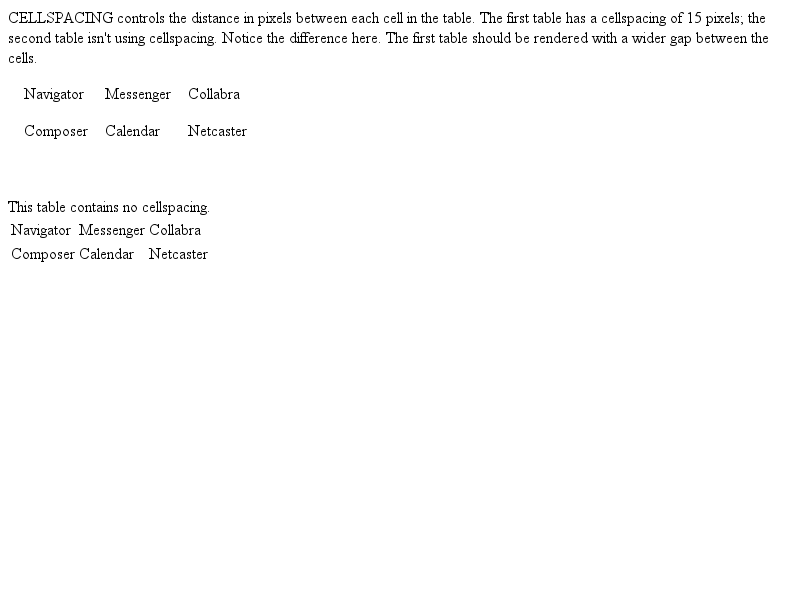 CELLSPACING controls the distance in pixels between each cell in the table. The first table has a cellspacing of 15 pixels; the
second table isn't using cellspacing. Notice the difference here. The first table should be rendered with a wider gap between the
cells.
Navigator Messenger Collabra
Composer Calendar Netcaster
This table contains no cellspacing.
Navigator Messenger Collabra
Composer Calendar Netcaster